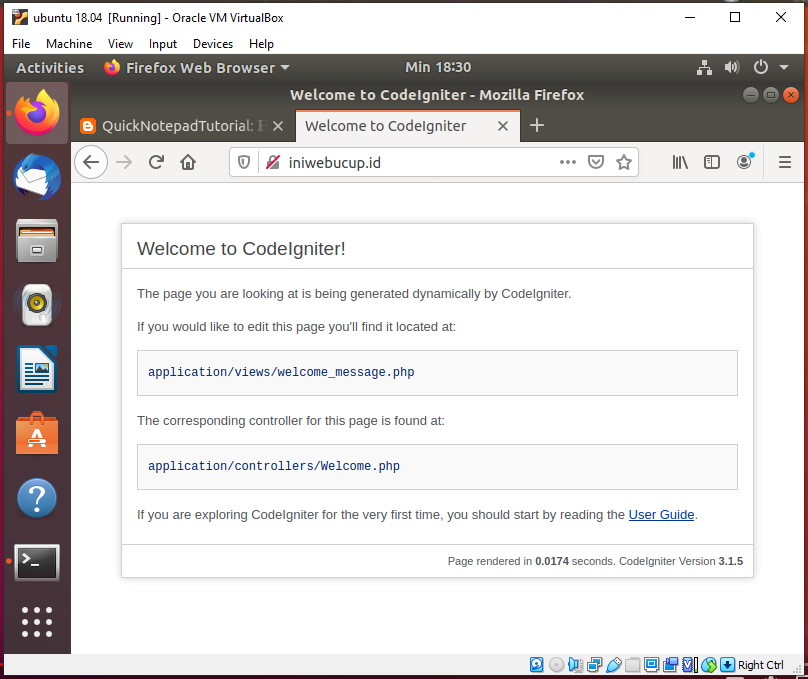 ubuntu 18.04 [Running] - Oracle VM VirtualBox
File Machine View Input Devices Help
Activities Firefox Web Browser Min 18:30
Welcome to CodeIgniter - Mozilla Firefox
QuickNotepadTutorial: Welcome to CodeIgniter
iniwebucup.id
Welcome to CodeIgniter!
The page you are looking at is being generated dynamically by CodeIgniter.
If you would like to edit this page you'll find it located at:
application/views/welcome_message.php
The corresponding controller for this page is found at:
application/controllers/Welcome.php
If you are exploring CodeIgniter for the very first time, you should start by reading the User Guide.
Page rendered in 0.0174 seconds. CodeIgniter Version 3.1.5
Right Ctrl